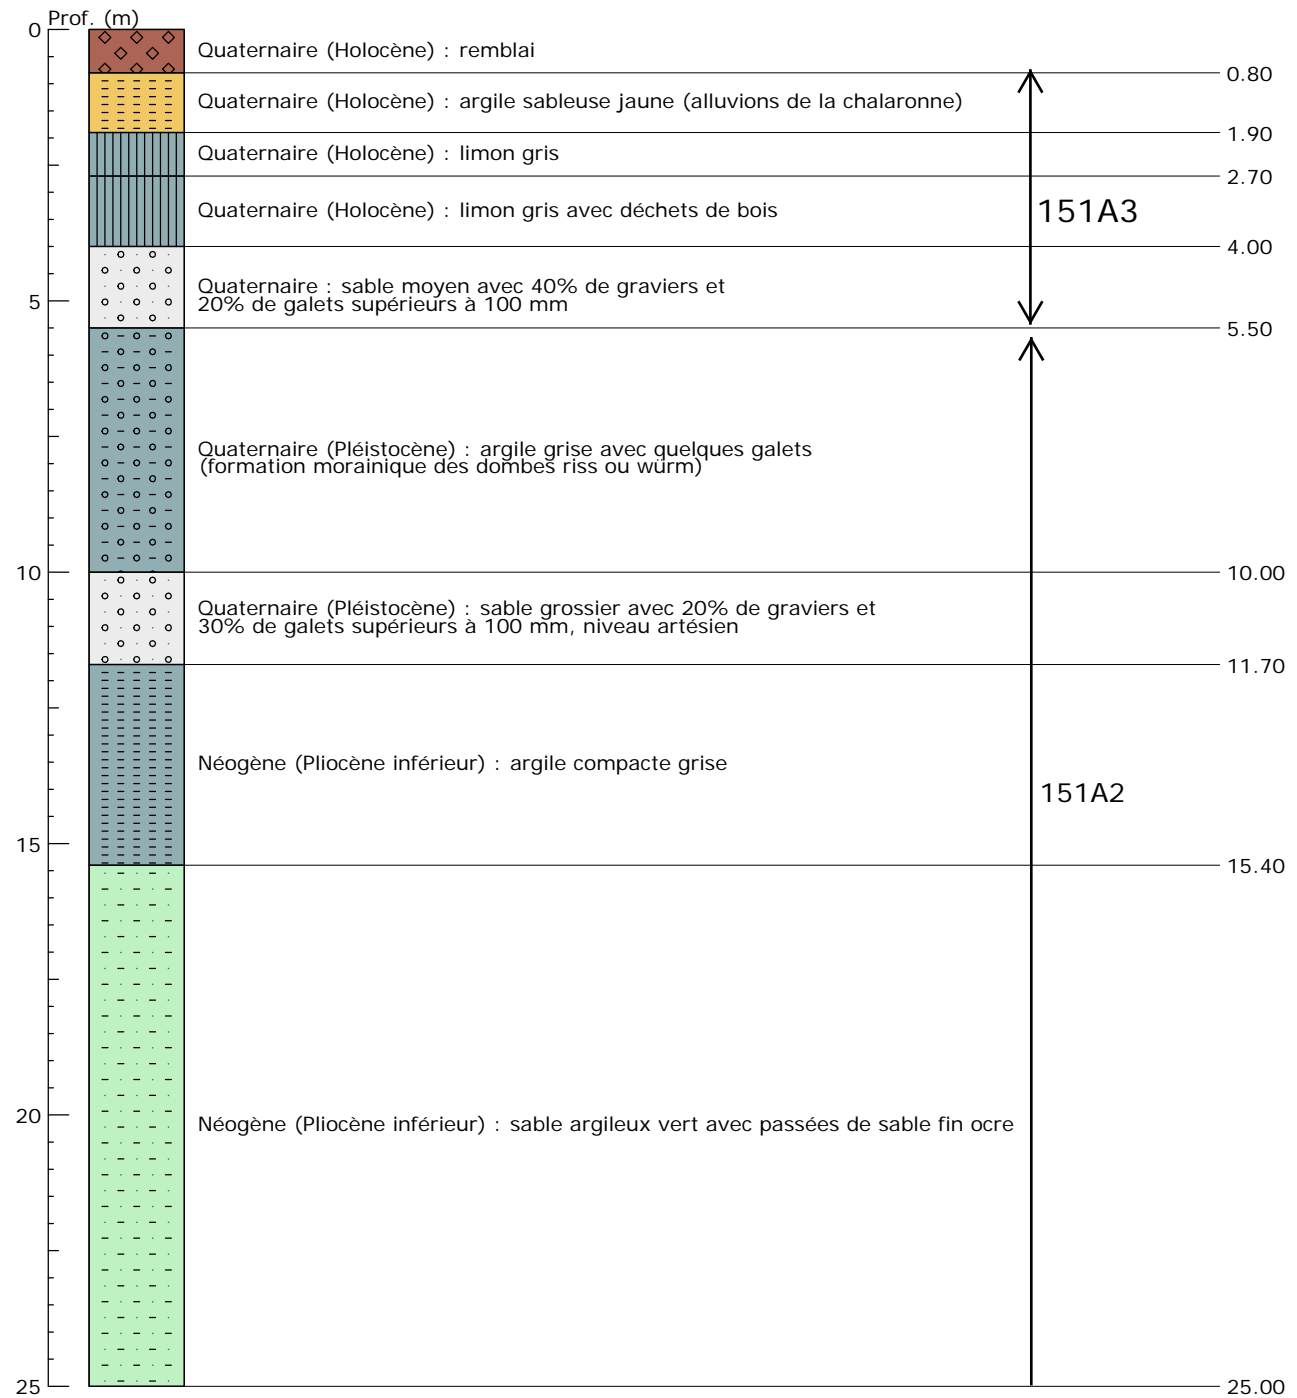 Prof. (m)
0
Quaternaire (Holocène) : remblai
0.80
Quaternaire (Holocène) : argile sableuse jaune (alluvions de la chalaronne)
1.90
Quaternaire (Holocène) : limon gris
2.70
Quaternaire (Holocène) : limon gris avec déchets de bois
151A3
4.00
Quaternaire : sable moyen avec 40% de graviers et
20% de galets supérieurs à 100 mm
5
5.50
Quaternaire (Pléistocène) : argile grise avec quelques galets
(formation morainique des dombes riss ou würm)
10
10.00
Quaternaire (Pléistocène) : sable grossier avec 20% de graviers et
30% de galets supérieurs à 100 mm, niveau artésien
11.70
Néogène (Pliocène inférieur) : argile compacte grise
151A2
15
15.40
20
Néogène (Pliocène inférieur) : sable argileux vert avec passées de sable fin ocre
25
25.00